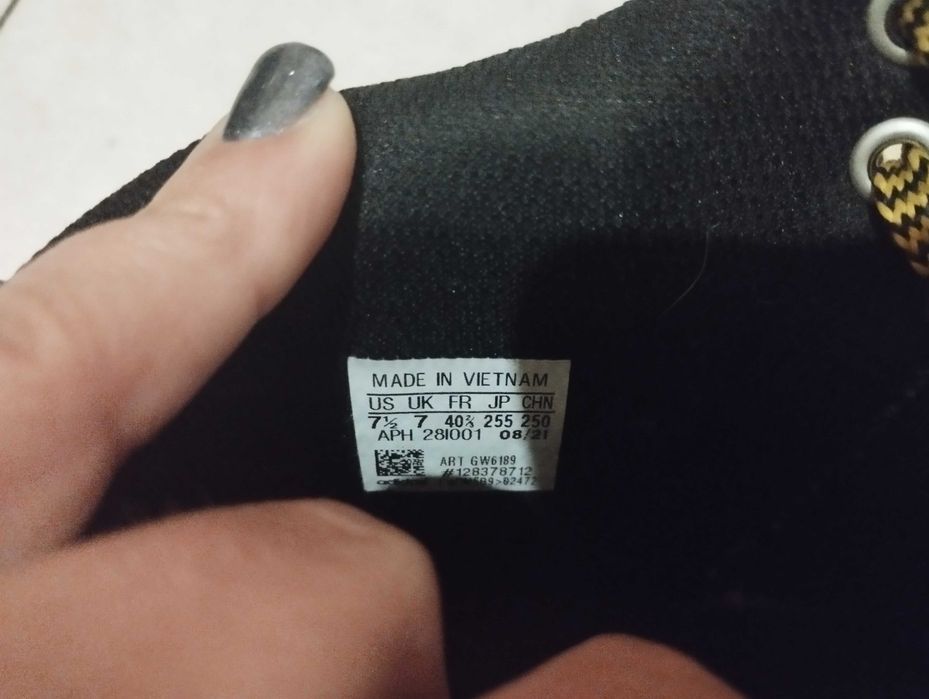 MADE IN VIETNAM
US UK FR JP CHN
7½ 7 40⅔ 255 250
APH 281001 08/21
ART GW6189
#128378712
adidas